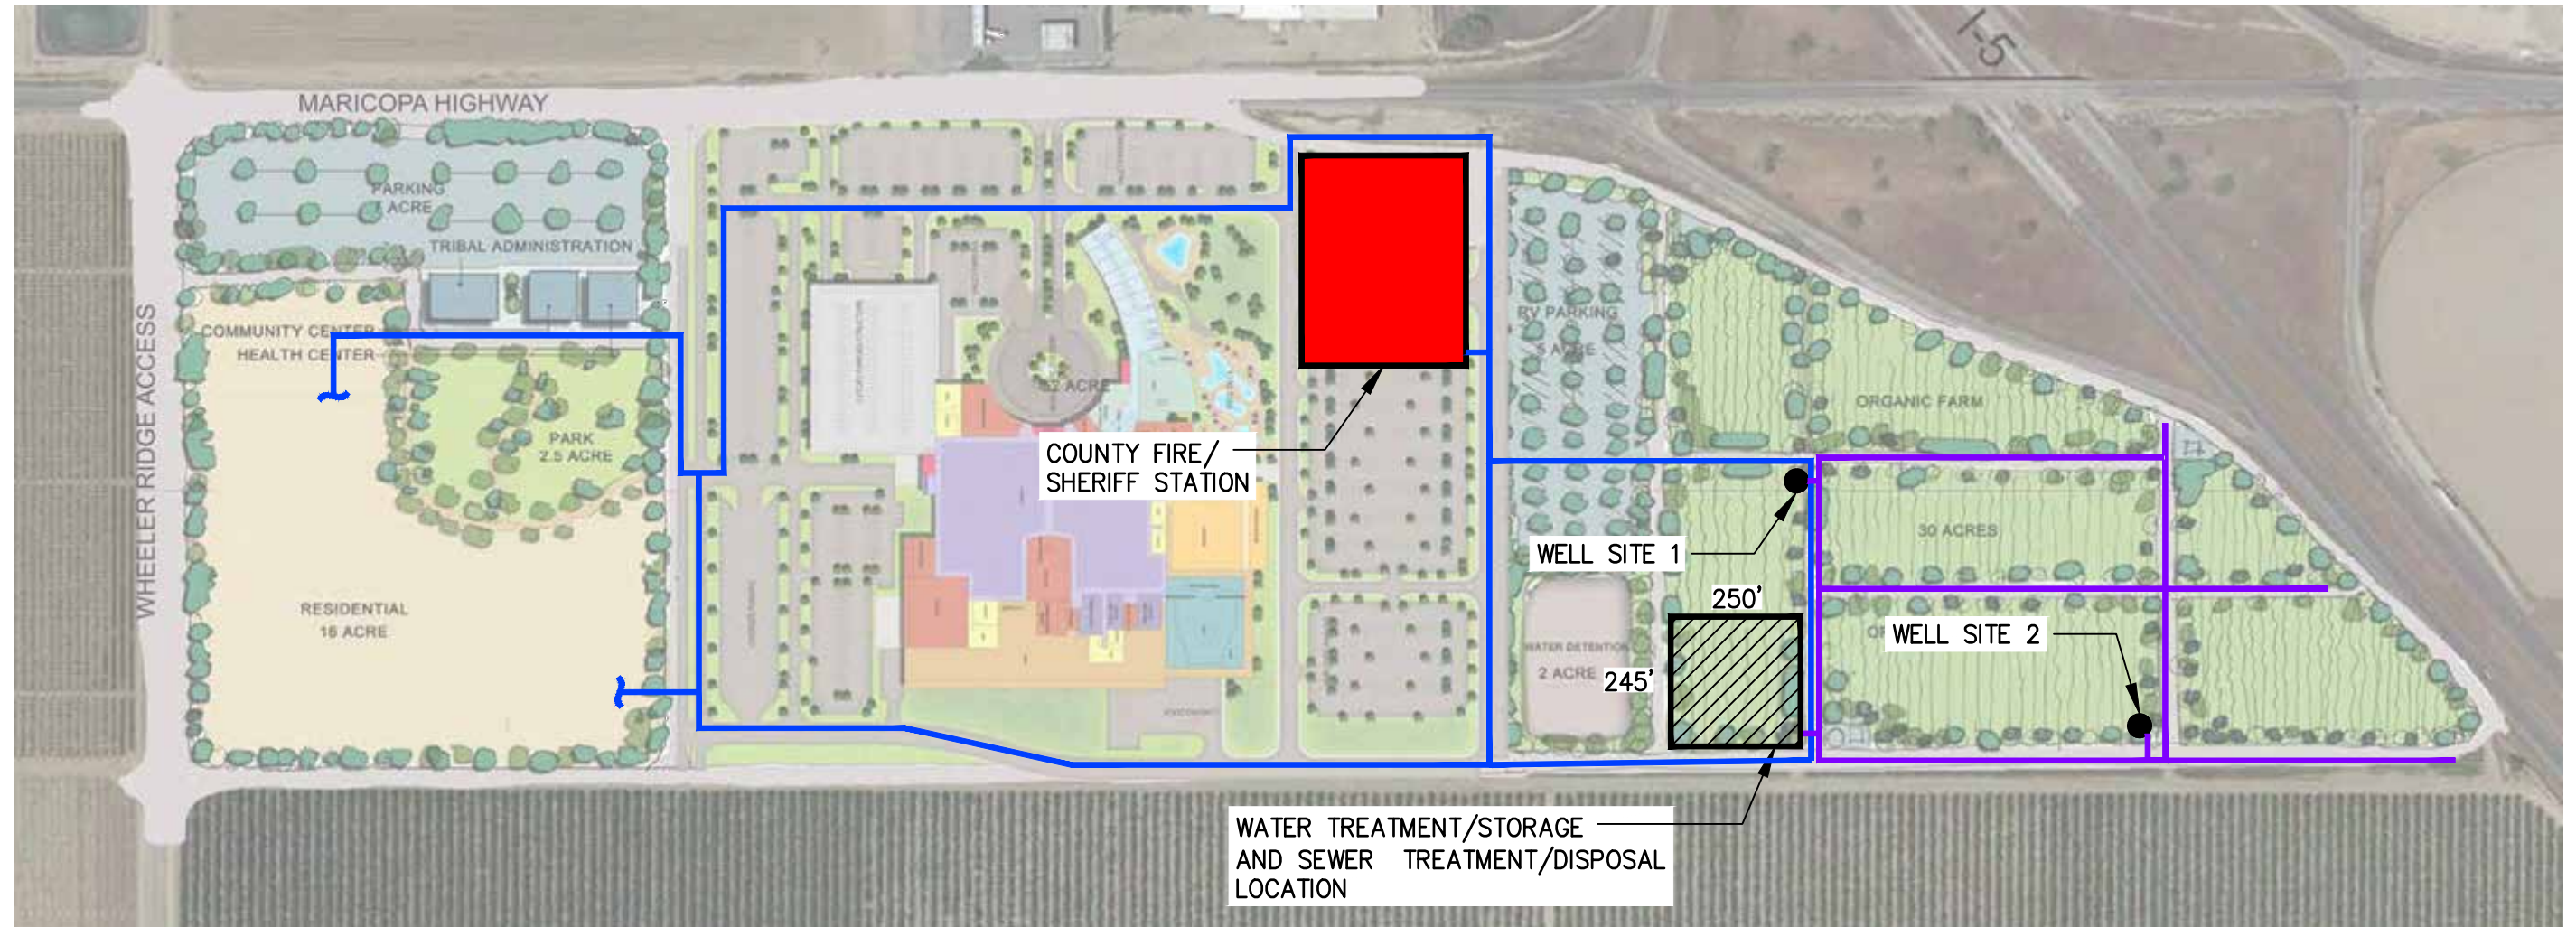 I-5
MARICOPA HIGHWAY
PARKING
ACRE
TRIBAL ADMINISTRATION
WHEELER RIDGE ACCESS
COMMUNITY CENTER
HEALTH CENTER
PARK
2.5 ACRE
RESIDENTIAL
16 ACRE
ACRE
COUNTY FIRE/
SHERIFF STATION
RV PARKING
5 ACRE
ORGANIC FARM
30 ACRES
WELL SITE 1
250'
WELL SITE 2
WATER DETENTION
2 ACRE
245'
WATER TREATMENT/STORAGE
AND SEWER TREATMENT/DISPOSAL
LOCATION